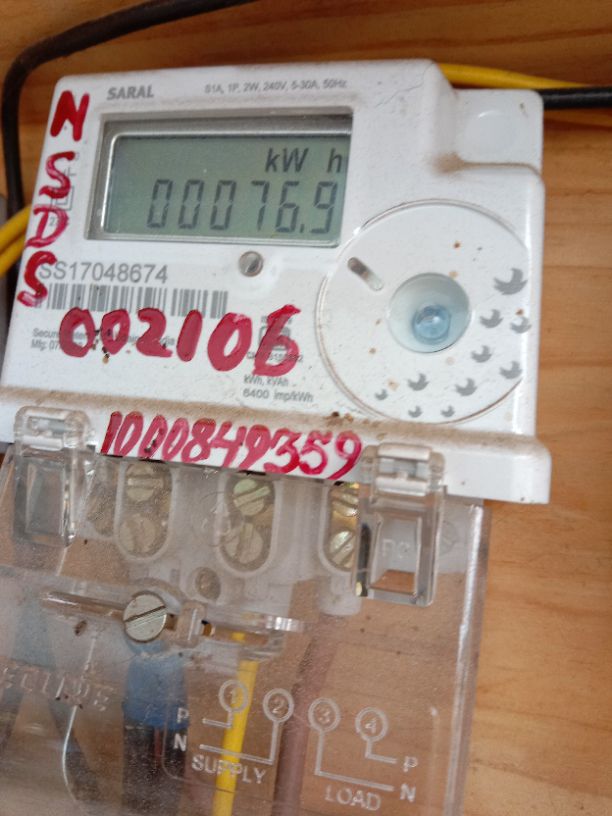 SARAL
S1A, 1P, 2W, 240V, 5-30A, 50Hz
kW h
00076.9
NSDS
SS17048674
002106
kWh, kVAh
6400 imp/kWh
1000849359
1 2 3 4
P P
N N
SUPPLY LOAD